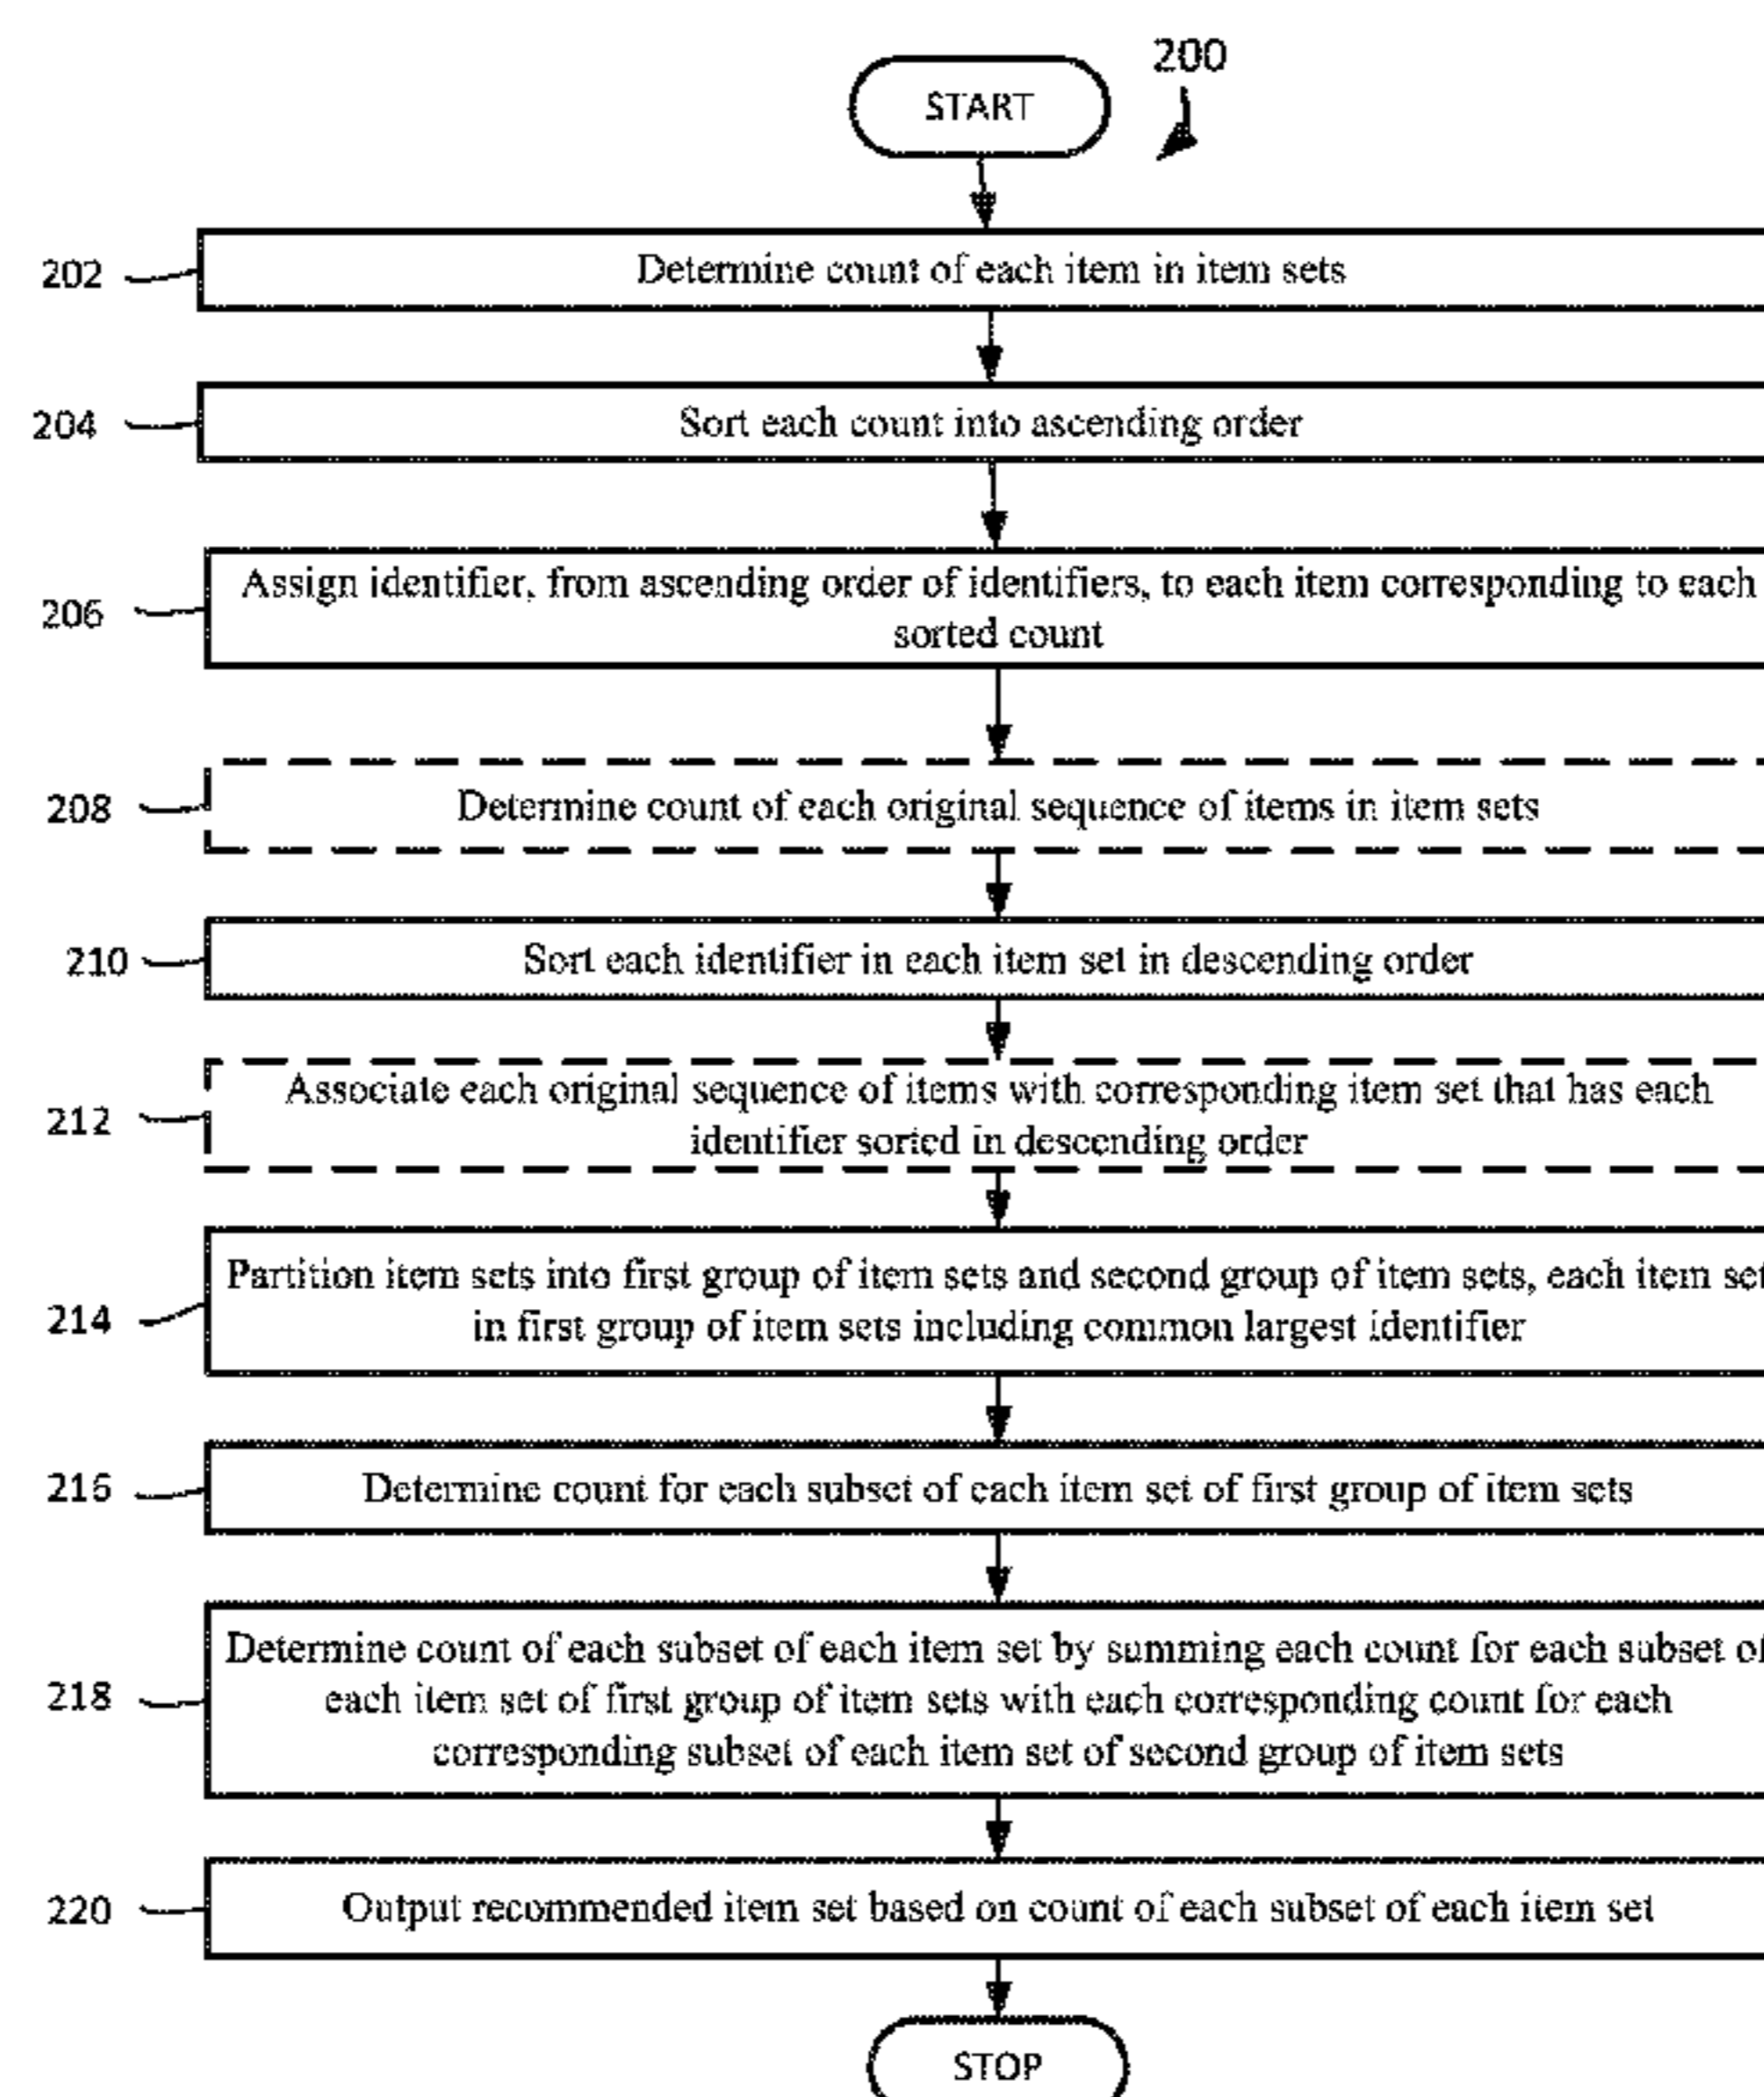 200
START
202
Determine count of each item in item sets
204
Sort each count into ascending order
206
Assign identifier, from ascending order of identifiers, to each item corresponding to each
sorted count
208
Determine count of each original sequence of items in item sets
210
Sort each identifier in each item set in descending order
212
Associate each original sequence of items with corresponding item set that has each
identifier sorted in descending order
214
Partition item sets into first group of item sets and second group of item sets, each item set
in first group of item sets including common largest identifier
216
Determine count for each subset of each item set of first group of item sets
218
Determine count of each subset of each item set by summing each count for each subset of
each item set of first group of item sets with each corresponding count for each
corresponding subset of each item set of second group of item sets
220
Output recommended item set based on count of each subset of each item set
STOP